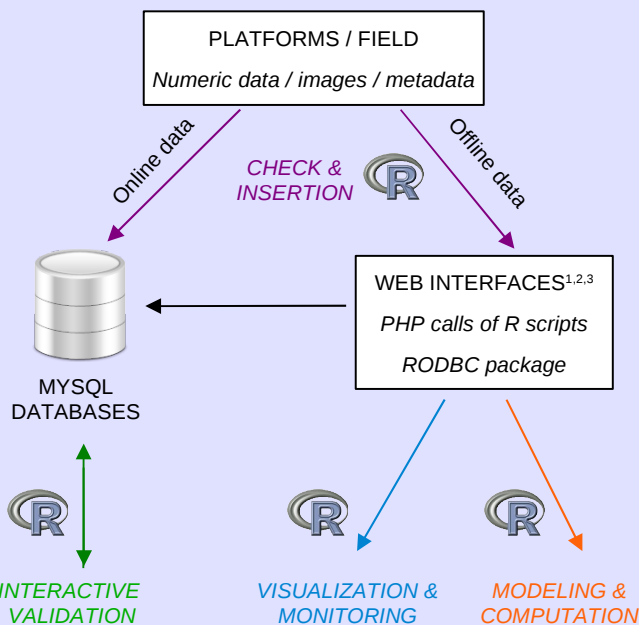 PLATFORMS / FIELD
Numeric data / images / metadata
Online data
Offline data
CHECK &
INSERTION
R
WEB INTERFACES1,2,3
PHP calls of R scripts
RODBC package
MYSQL
DATABASES
R
R
R
INTERACTIVE
VALIDATION
VISUALIZATION &
MONITORING
MODELING &
COMPUTATION